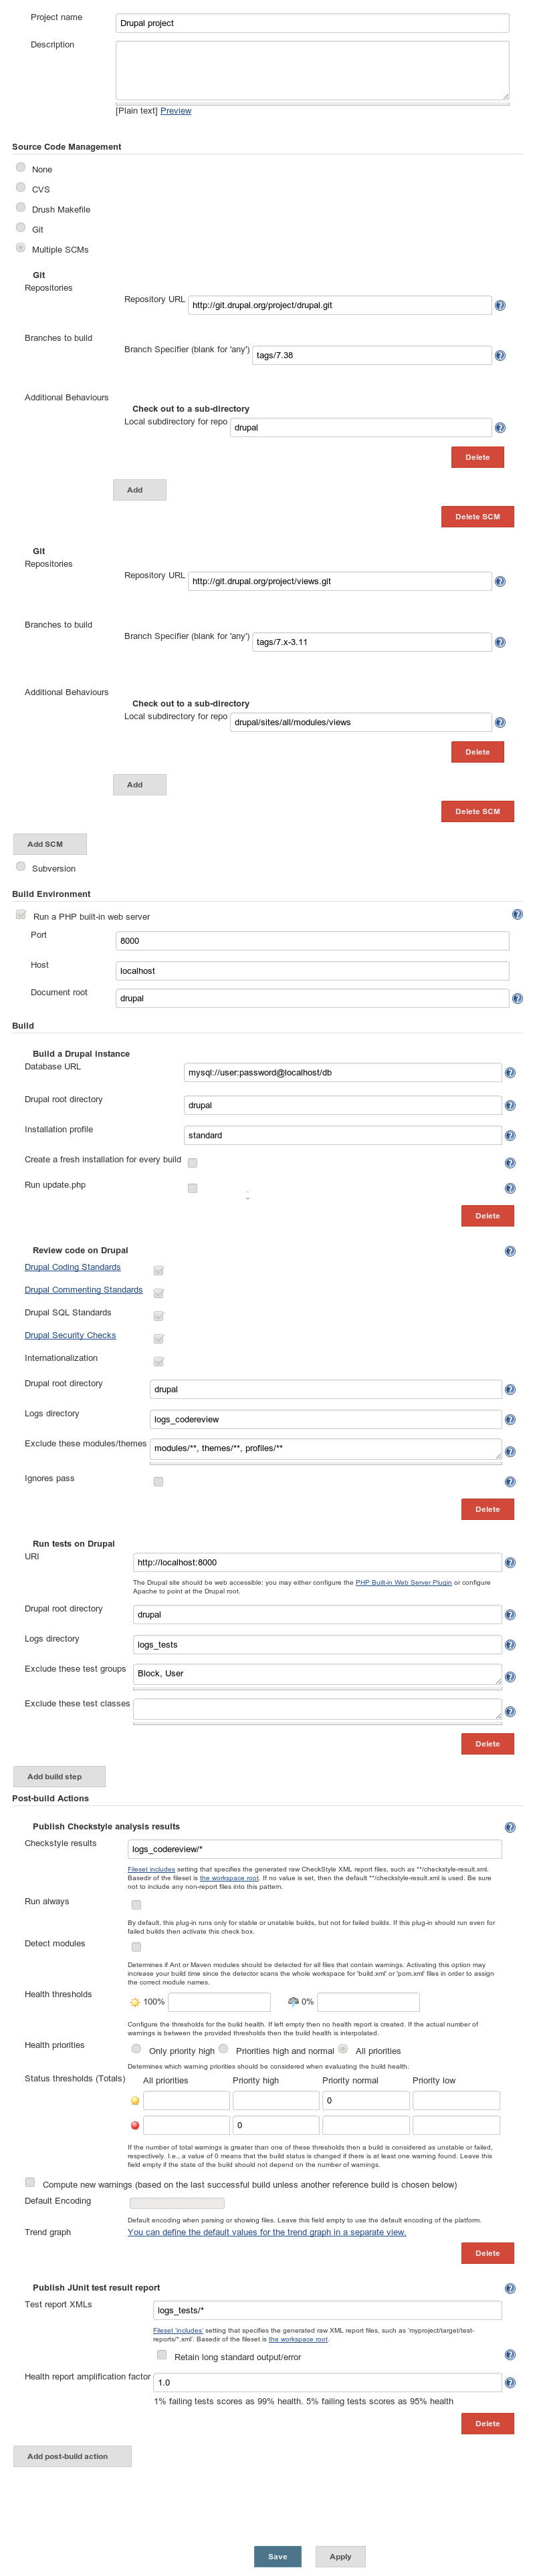 Project name
Drupal project
Description
[Plain text] Preview
Source Code Management
None
CVS
Drush Makefile
Git
Multiple SCMs
Git
Repositories
Repository URL http://git.drupal.org/project/drupal.git
Branches to build
Branch Specifier (blank for 'any') tags/7.38
Additional Behaviours
Check out to a sub-directory
Local subdirectory for repo drupal
Delete
Add
Delete SCM
Git
Repositories
Repository URL http://git.drupal.org/project/views.git
Branches to build
Branch Specifier (blank for 'any') tags/7.x-3.11
Additional Behaviours
Check out to a sub-directory
Local subdirectory for repo drupal/sites/all/modules/views
Delete
Add
Delete SCM
Add SCM
Subversion
Build Environment
Run a PHP built-in web server
Port 8000
Host localhost
Document root drupal
Build
Build a Drupal instance
Database URL mysql://user:password@localhost/db
Drupal root directory drupal
Installation profile standard
Create a fresh installation for every build
Run update.php
Delete
Review code on Drupal
Drupal Coding Standards
Drupal Commenting Standards
Drupal SQL Standards
Drupal Security Checks
Internationalization
Drupal root directory drupal
Logs directory logs_codereview
Exclude these modules/themes modules/**, themes/**, profiles/**
Ignores pass
Delete
Run tests on Drupal
URI http://localhost:8000
The Drupal site should be web accessible: you may either configure the PHP Built-in Web Server Plugin or configure
Apache to point at the Drupal root.
Drupal root directory drupal
Logs directory logs_tests
Exclude these test groups Block, User
Exclude these test classes
Delete
Add build step
Post-build Actions
Publish Checkstyle analysis results
Checkstyle results logs_codereview/*
Fileset includes setting that specifies the generated raw CheckStyle XML report files, such as **/checkstyle-result.xml.
Basedir of the fileset is the workspace root. If no value is set, then the default **/checkstyle-result.xml is used. Be sure
not to include any non-report files into this pattern.
Run always
By default, this plug-in runs only for stable or unstable builds, but not for failed builds. If this plug-in should run even for
failed builds then activate this check box.
Detect modules
Determines if Ant or Maven modules should be detected for all files that contain warnings. Activating this option may
increase your build time since the detector scans the whole workspace for 'build.xml' or 'pom.xml' files in order to assign
the correct module names.
Health thresholds 100% 0%
Configure the thresholds for the build health. If left empty then no health report is created. If the actual number of
warnings is between the provided thresholds then the build health is interpolated.
Health priorities Only priority high Priorities high and normal All priorities
Determines which warning priorities should be considered when evaluating the build health.
Status thresholds (Totals) All priorities Priority high Priority normal Priority low
0
0
If the number of total warnings is greater than one of these thresholds then a build is considered as unstable or failed,
respectively. I.e., a value of 0 means that the build status is changed if there is at least one warning found. Leave this
field empty if the state of the build should not depend on the number of warnings.
Compute new warnings (based on the last successful build unless another reference build is chosen below)
Default Encoding
Default encoding when parsing or showing files. Leave this field empty to use the default encoding of the platform.
Trend graph You can define the default values for the trend graph in a separate view.
Delete
Publish JUnit test result report
Test report XMLs logs_tests/*
Fileset 'includes' setting that specifies the generated raw XML report files, such as 'myproject/target/test-
reports/*.xml'. Basedir of the fileset is the workspace root.
Retain long standard output/error
Health report amplification factor 1.0
1% failing tests scores as 99% health. 5% failing tests scores as 95% health
Delete
Add post-build action
Save Apply